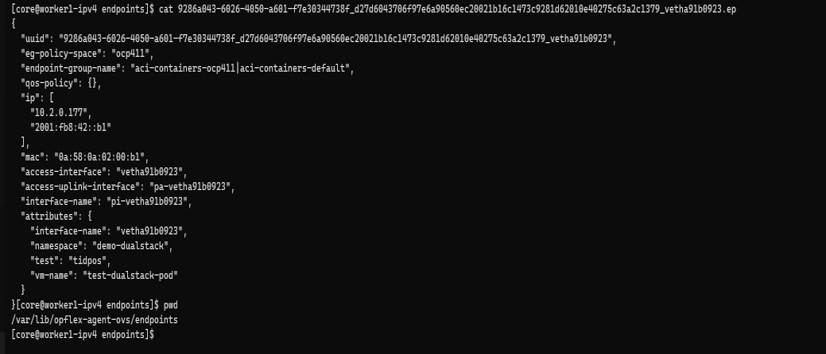 [core@worker1-ipv4 endpoints]$ cat 9286a043-6026-4050-a601-f7e30344738f_d27d6043706f97e6a90560ec20021b16c1473c9281d62010e40275c63a2c1379_vetha91b0923.ep
{
  "uuid": "9286a043-6026-4050-a601-f7e30344738f_d27d6043706f97e6a90560ec20021b16c1473c9281d62010e40275c63a2c1379_vetha91b0923",
  "eg-policy-space": "ocp411",
  "endpoint-group-name": "aci-containers-ocp411|aci-containers-default",
  "qos-policy": {},
  "ip": [
    "10.2.0.177",
    "2001:fb8:42::b1"
  ],
  "mac": "0a:58:0a:02:00:b1",
  "access-interface": "vetha91b0923",
  "access-uplink-interface": "pa-vetha91b0923",
  "interface-name": "pi-vetha91b0923",
  "attributes": {
    "interface-name": "vetha91b0923",
    "namespace": "demo-dualstack",
    "test": "tidpos",
    "vm-name": "test-dualstack-pod"
  }
}[core@worker1-ipv4 endpoints]$ pwd
/var/lib/opflex-agent-ovs/endpoints
[core@worker1-ipv4 endpoints]$